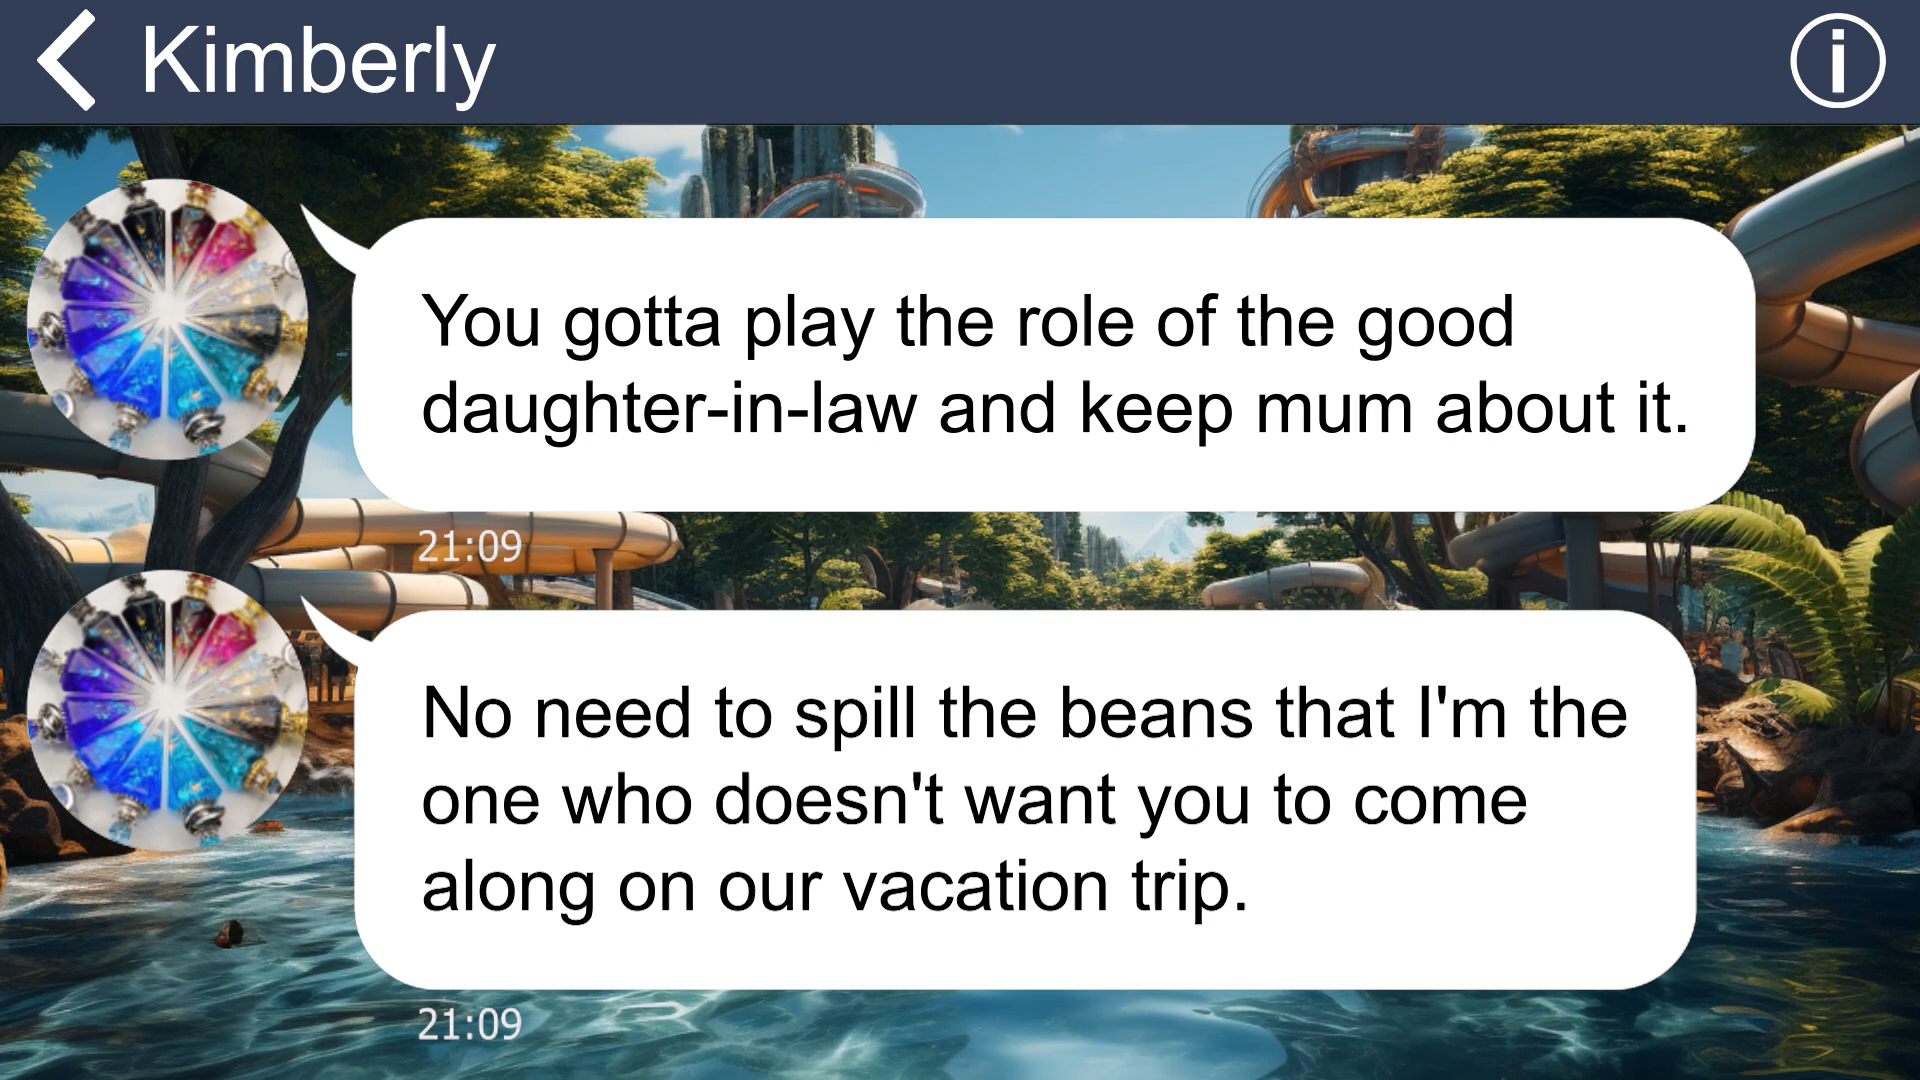 Kimberly
You gotta play the role of the good
daughter-in-law and keep mum about it.
21:09
No need to spill the beans that I'm the
one who doesn't want you to come
along on our vacation trip.
21:09